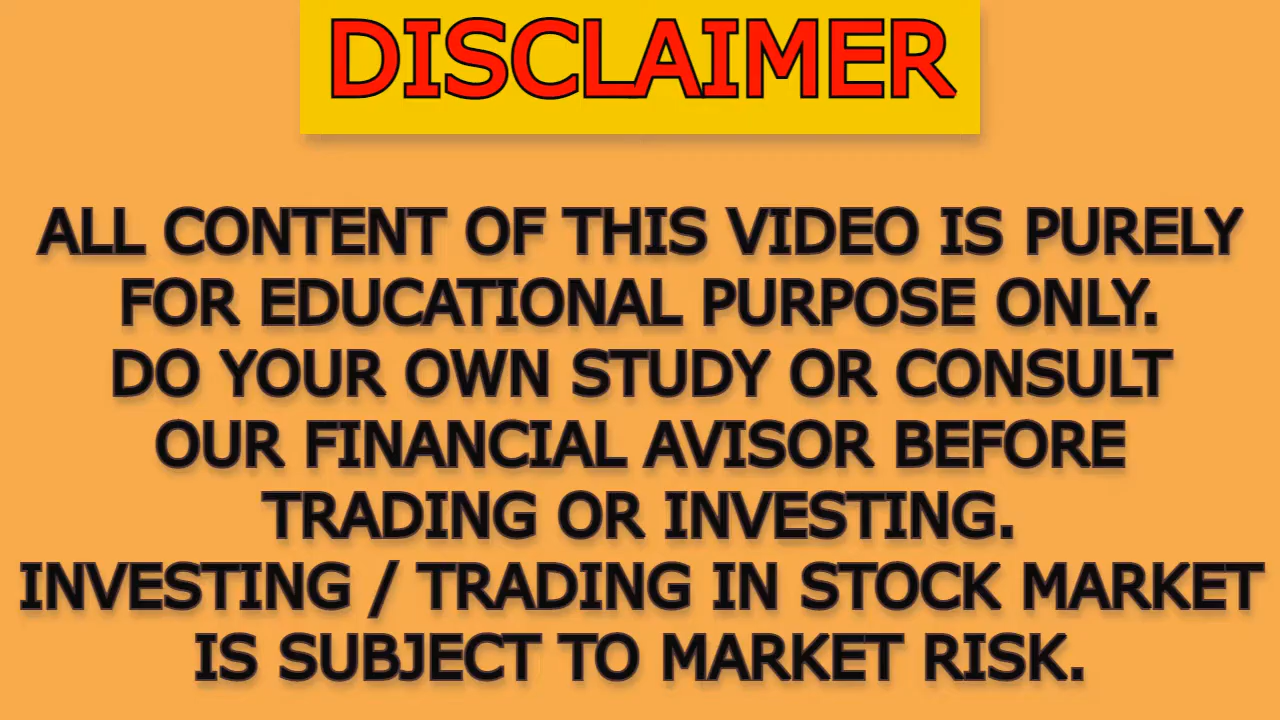 DISCLAIMER
ALL CONTENT OF THIS VIDEO IS PURELY
FOR EDUCATIONAL PURPOSE ONLY.
DO YOUR OWN STUDY OR CONSULT
OUR FINANCIAL AVISOR BEFORE
TRADING OR INVESTING.
INVESTING / TRADING IN STOCK MARKET
IS SUBJECT TO MARKET RISK.